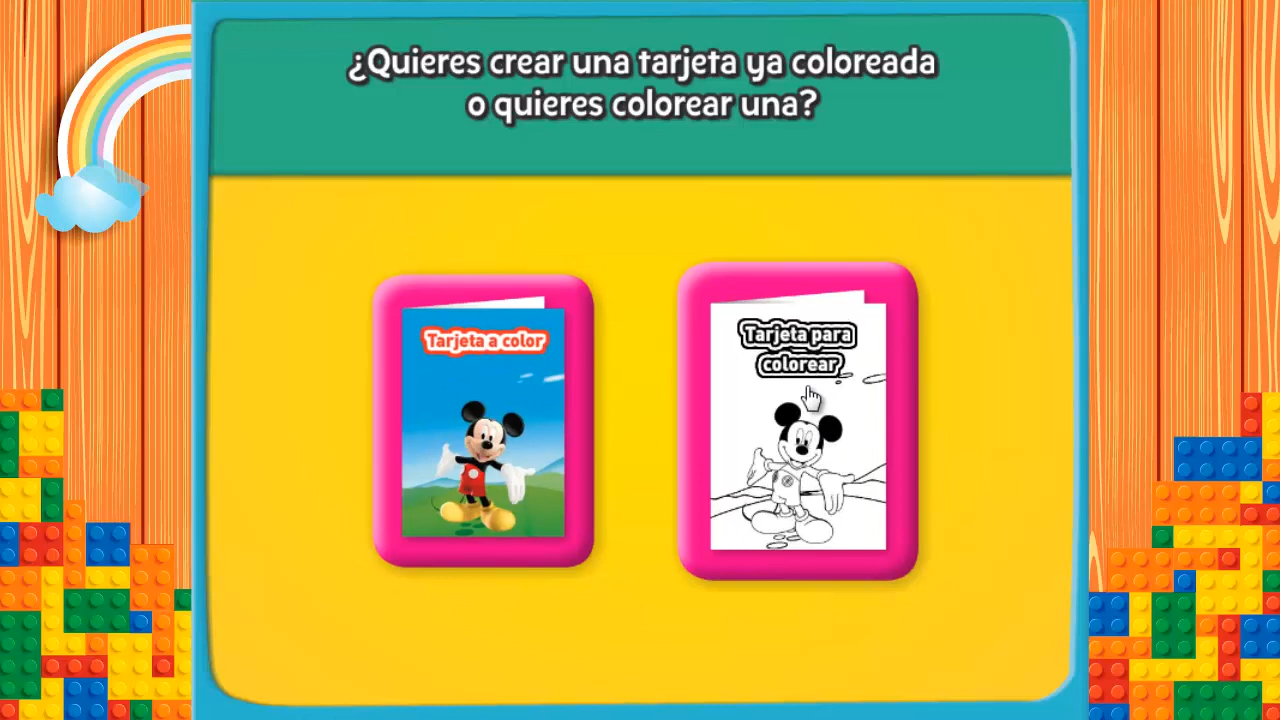 ¿Quieres crear una tarjeta ya coloreada
o quieres colorear una?
Tarjeta a color
Tarjeta para
colorear